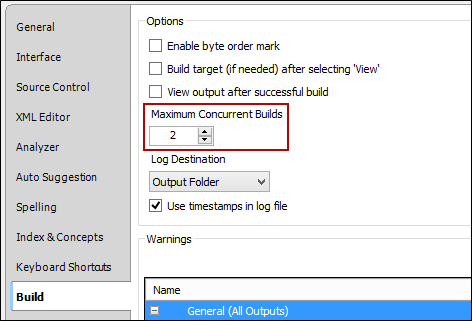 General
Interface
Source Control
XML Editor
Analyzer
Auto Suggestion
Spelling
Index & Concepts
Keyboard Shortcuts
Build
Options
Enable byte order mark
Build target (if needed) after selecting 'View'
View output after successful build
Maximum Concurrent Builds
2
Log Destination
Output Folder
Use timestamps in log file
Warnings
Name
General (All Outputs)